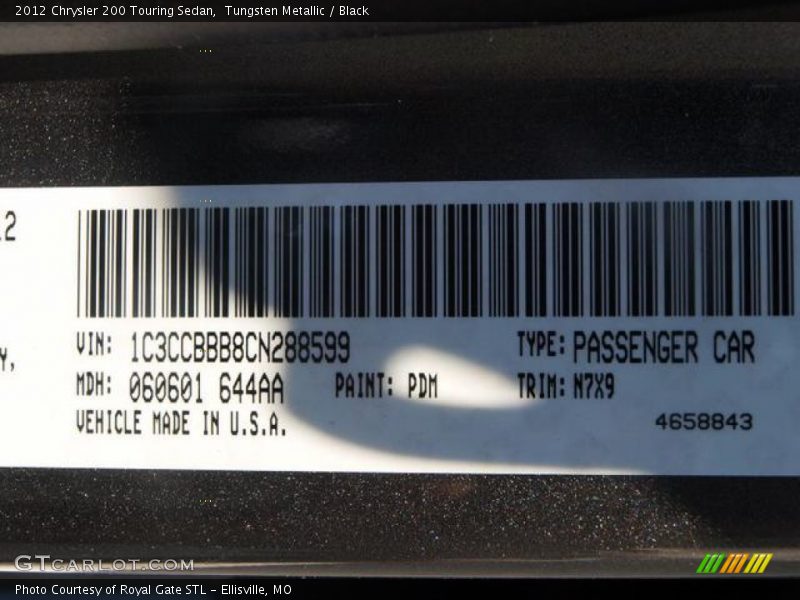 2012 Chrysler 200 Touring Sedan, Tungsten Metallic / Black
12
VIN: 1C3CCBBB8CN288599
TYPE: PASSENGER CAR
Y,
MDH: 060601 644AA
PAINT: PDM
TRIM: N7X9
VEHICLE MADE IN U.S.A.
4658843
GTCARLOT.COM
Photo Courtesy of Royal Gate STL - Ellisville, MO